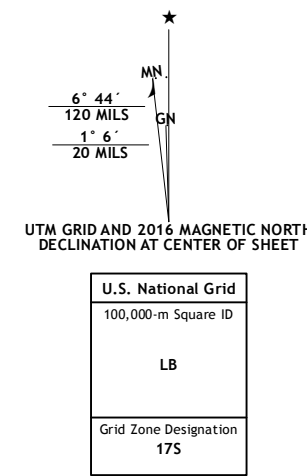 MN
6° 44´
120 MILS
GN
1° 6´
20 MILS
UTM GRID AND 2016 MAGNETIC NORTH
DECLINATION AT CENTER OF SHEET
U.S. National Grid
100,000-m Square ID
LB
Grid Zone Designation
17S